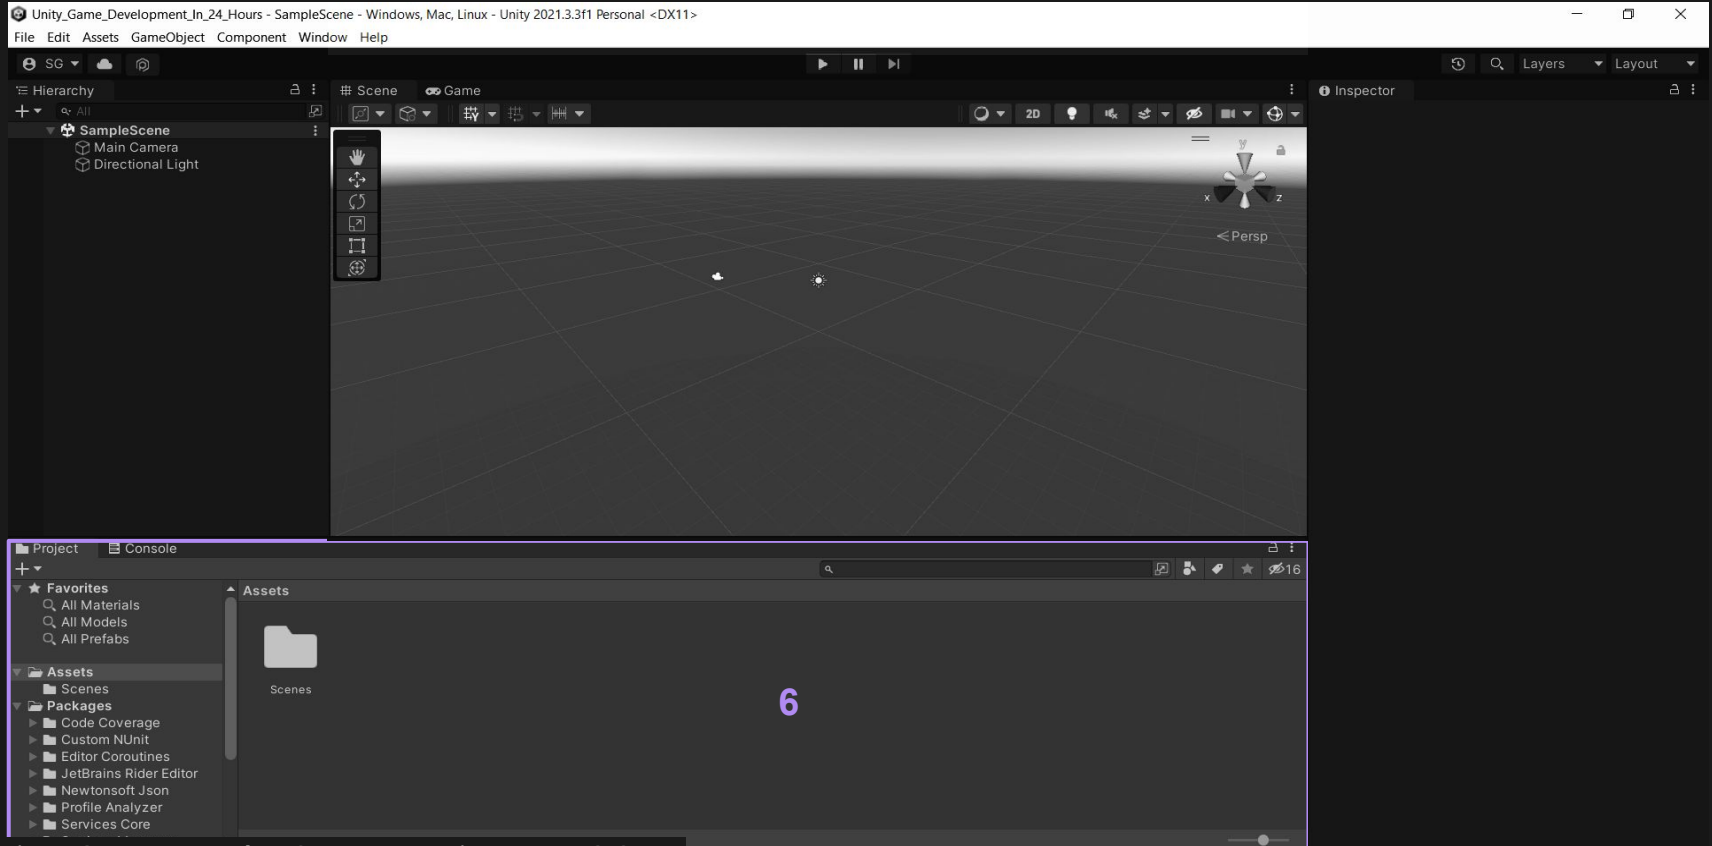 Unity_Game_Development_In_24_Hours - SampleScene - Windows, Mac, Linux - Unity 2021.3.3f1 Personal <DX11>
File Edit Assets GameObject Component Window Help
SG Layers Layout
Hierarchy
All
SampleScene
Main Camera
Directional Light
Scene Game
2D
y
x z
Persp
Inspector
Project Console
16
Favorites
All Materials
All Models
All Prefabs
Assets
Scenes
Packages
Code Coverage
Custom NUnit
Editor Coroutines
JetBrains Rider Editor
Newtonsoft Json
Profile Analyzer
Services Core
Assets
Scenes
6